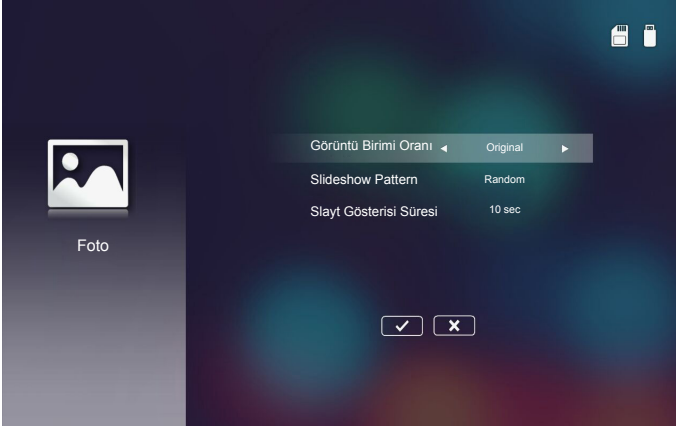 Görüntü Birimi Oranı Original
Slideshow Pattern Random
Slayt Gösterisi Süresi 10 sec
Foto